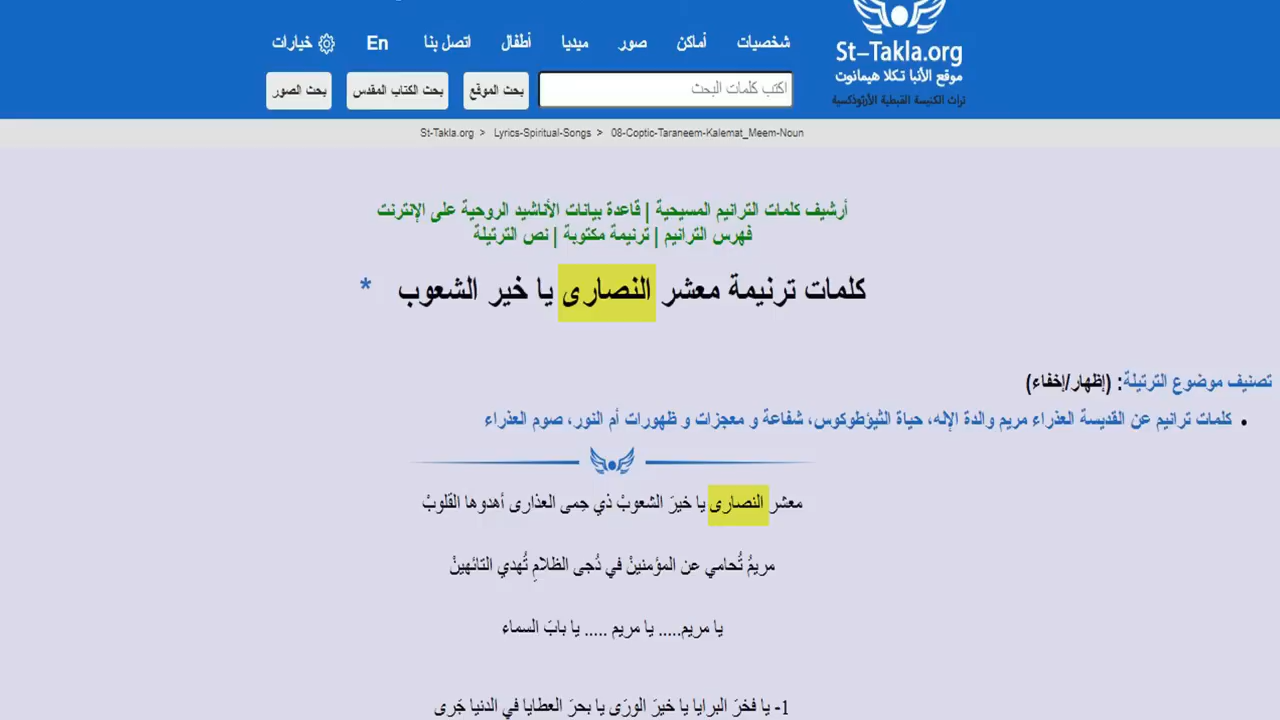 شخصيات أماكن صور ميديا أطفال اتصل بنا En خيارات
St-Takla.org
موقع الأنبا تكلا هيمانوت
تراث الكنيسة القبطية الأرثوذكسية
اكتب كلمات البحث بحث الموقع بحث الكتاب المقدس بحث الصور
St-Takla.org > Lyrics-Spiritual-Songs > 08-Coptic-Taraneem-Kalemat_Meem-Noun
أرشيف كلمات الترانيم المسيحية | قاعدة بيانات الأناشيد الروحية على الإنترنت
فهرس الترانيم | ترنيمة مكتوبة | نص الترتيلة
كلمات ترنيمة معشر النصارى يا خير الشعوب *
تصنيف موضوع الترتيلة: (إظهار/إخفاء)
• كلمات ترانيم عن القديسة العذراء مريم والدة الإله، حياة الثيؤطوكوس، شفاعة و معجزات و ظهورات أم النور، صوم العذراء
معشر النصارى يا خيرَ الشعوبْ ذي حِمى العذارى أهدوها القلوبْ
مريمُ تُحامي عن المؤمنينْ في دُجى الظلامِ تُهدي التائهينْ
يا مريم..... يا مريم ..... يا بابَ السماء
1- يا فخرَ البرايا يا خيرَ الورَى يا بحرَ العطايا في الدنيا جَرى